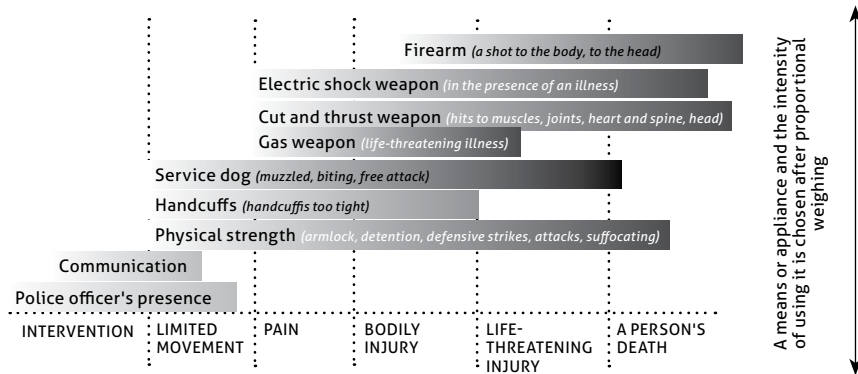 Firearm (a shot to the body, to the head)
Electric shock weapon (in the presence of an illness)
Cut and thrust weapon (hits to muscles, joints, heart and spine, head)
Gas weapon (life-threatening illness)
Service dog (muzzled, biting, free attack)
Handcuffs (handcuffis too tight)
Physical strength (armlock, detention, defensive strikes, attacks, suffocating)
Communication
Police officer's presence
INTERVENTION
LIMITED
MOVEMENT
PAIN
BODILY
INJURY
LIFE-
THREATENING
INJURY
A PERSON'S
DEATH
A means or appliance and the intensity
of using it is chosen after proportional
weighing